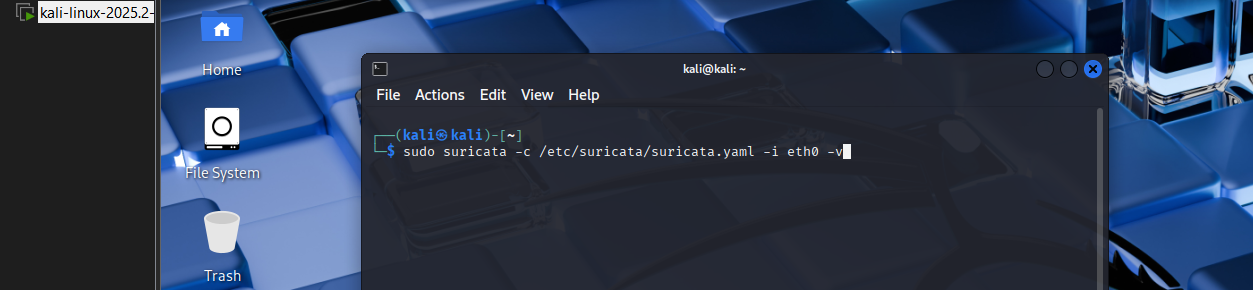 kali-linux-2025.2-
Home
File System
Trash
kali@kali: ~
File Actions Edit View Help
┌──(kali㉿kali)-[~]
└─$ sudo suricata -c /etc/suricata/suricata.yaml -i eth0 -v